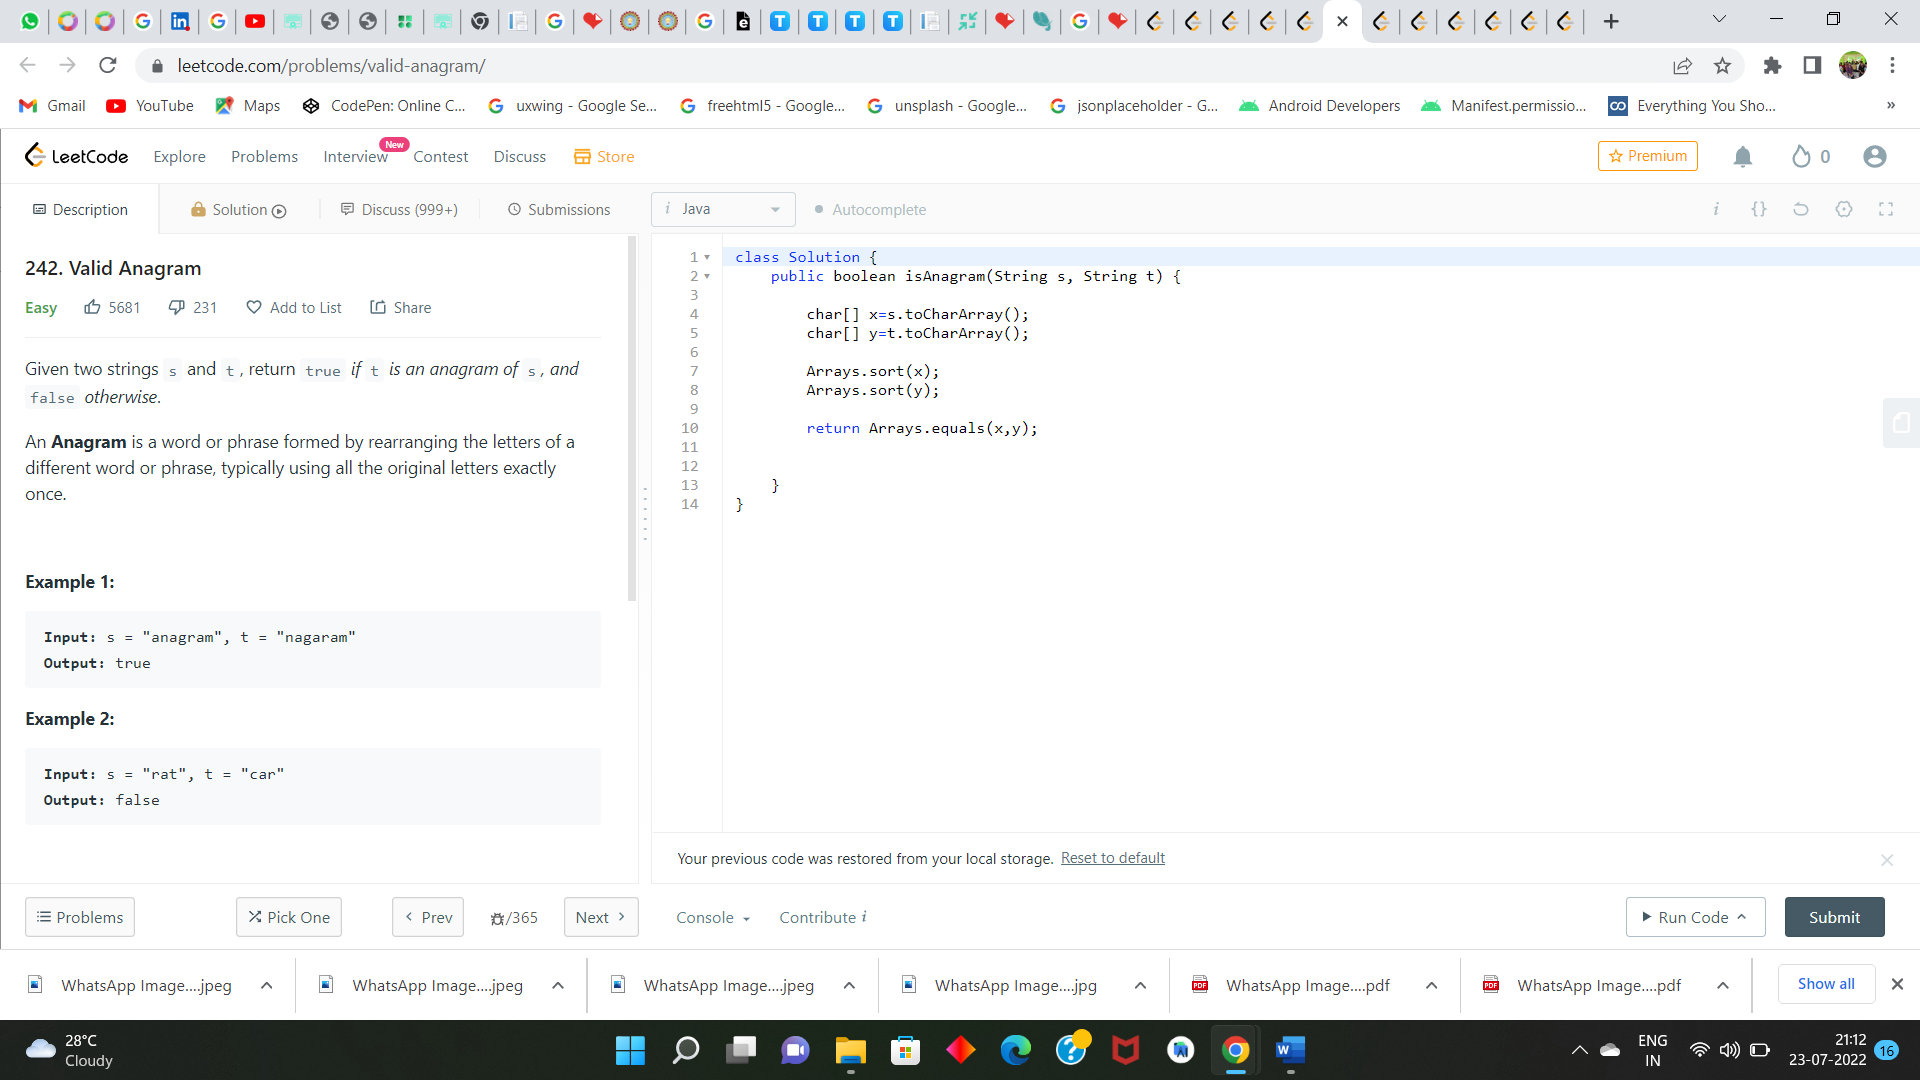 leetcode.com/problems/valid-anagram/
Gmail YouTube Maps CodePen: Online C... uxwing - Google Se... freehtml5 - Google... unsplash - Google... jsonplaceholder - G... Android Developers Manifest.permissio... Everything You Sho... »
LeetCode Explore Problems Interview New Contest Discuss Store Premium 0
Description Solution Discuss (999+) Submissions i Java Autocomplete i {}
242. Valid Anagram
Easy 5681 231 Add to List Share
Given two strings s and t , return true if t is an anagram of s , and
false otherwise.
An Anagram is a word or phrase formed by rearranging the letters of a
different word or phrase, typically using all the original letters exactly
once.
Example 1:
Input: s = "anagram", t = "nagaram"
Output: true
Example 2:
Input: s = "rat", t = "car"
Output: false
1 class Solution {
2 public boolean isAnagram(String s, String t) {
3
4 char[] x=s.toCharArray();
5 char[] y=t.toCharArray();
6
7 Arrays.sort(x);
8 Arrays.sort(y);
9
10 return Arrays.equals(x,y);
11
12
13 }
14 }
Your previous code was restored from your local storage. Reset to default
Problems Pick One Prev /365 Next Console Contribute i Run Code Submit
WhatsApp Image....jpeg WhatsApp Image....jpeg WhatsApp Image....jpeg WhatsApp Image....jpg WhatsApp Image....pdf WhatsApp Image....pdf Show all
28°C
Cloudy
ENG
IN
21:12
23-07-2022
16